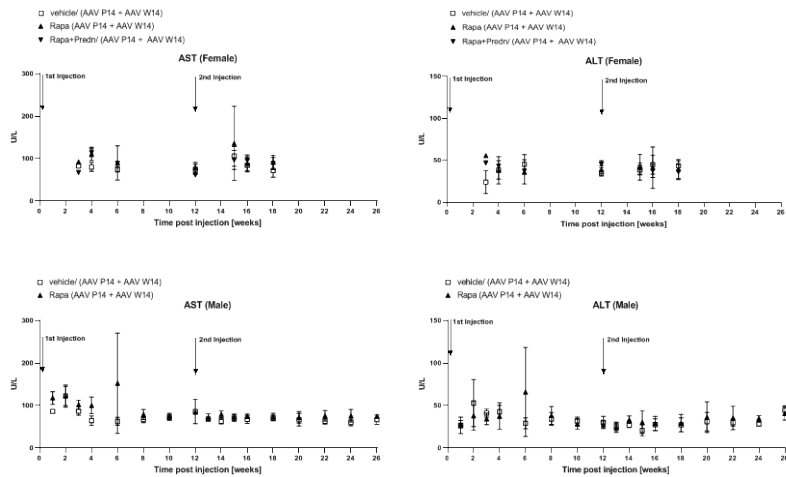 vehicle/ (AAV P14 + AAV W14)
Rapa (AAV P14 + AAV W14)
Rapa+Predn/ (AAV P14 + AAV W14)
AST (Female)
300
200
100
0
U/L
1st Injection
2nd Injection
0 2 4 6 8 10 12 14 16 18 20 22 24 26
Time post injection [weeks]
vehicle/ (AAV P14 + AAV W14)
Rapa (AAV P14 + AAV W14)
Rapa+Predn/ (AAV P14 + AAV W14)
ALT (Female)
150
100
50
0
U/L
1st Injection
2nd Injection
0 2 4 6 8 10 12 14 16 18 20 22 24 26
Time post injection [weeks]
vehicle/ (AAV P14 + AAV W14)
Rapa (AAV P14 + AAV W14)
AST (Male)
300
200
100
0
U/L
1st Injection
2nd Injection
0 2 4 6 8 10 12 14 16 18 20 22 24 26
Time post injection [weeks]
vehicle/ (AAV P14 + AAV W14)
Rapa (AAV P14 + AAV W14)
ALT (Male)
150
100
50
0
U/L
1st Injection
2nd Injection
0 2 4 6 8 10 12 14 16 18 20 22 24 26
Time post injection [weeks]